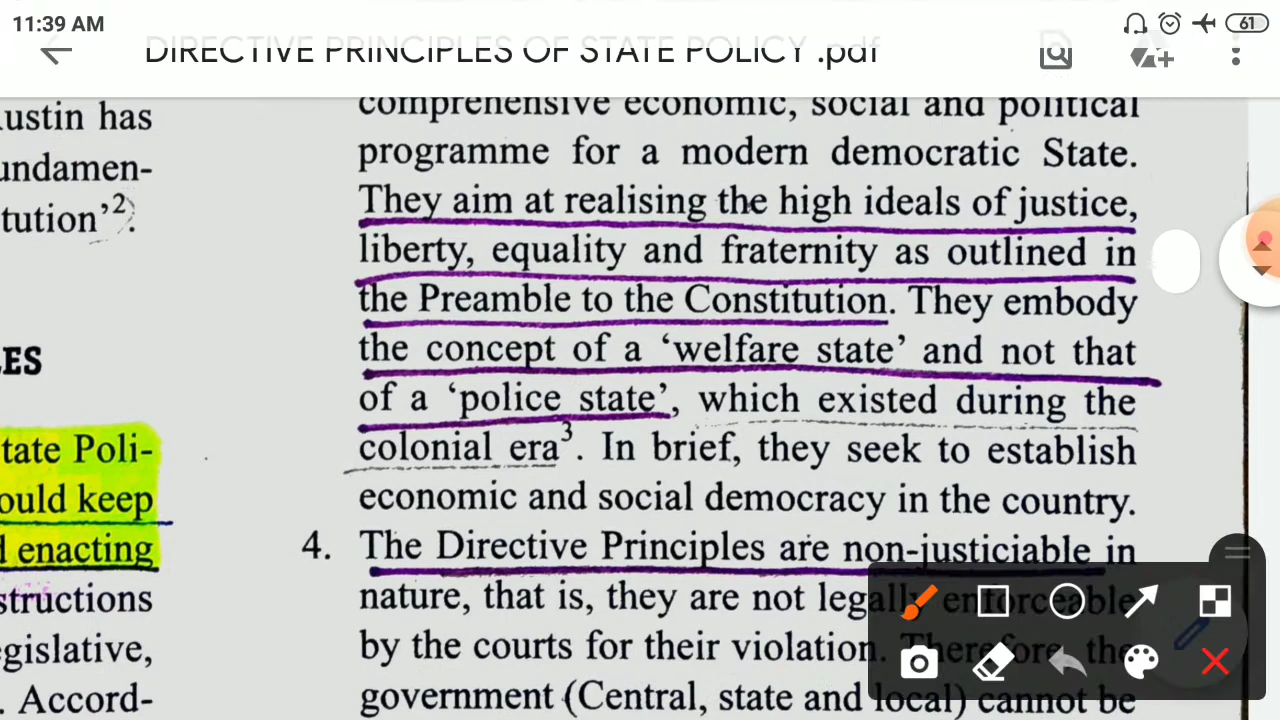 11:39 AM
61
DIRECTIVE PRINCIPLES OF STATE POLICY .pdf
ustin has
undamen-
tution’².
ES
tate Poli-
ould keep
d enacting
structions
egislative,
. Accord-
comprehensive economic, social and political
programme for a modern democratic State.
They aim at realising the high ideals of justice,
liberty, equality and fraternity as outlined in
the Preamble to the Constitution. They embody
the concept of a ‘welfare state’ and not that
of a ‘police state’, which existed during the
colonial era³. In brief, they seek to establish
economic and social democracy in the country.
4. The Directive Principles are non-justiciable in
nature, that is, they are not legally enforceable
by the courts for their violation. Therefore, the
government (Central, state and local) cannot be